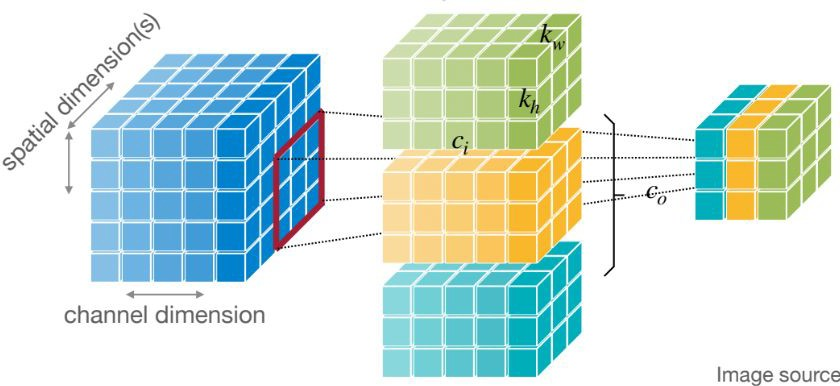 spatial dimension(s)
channel dimension
k_w
k_h
c_i
c_o
Image source